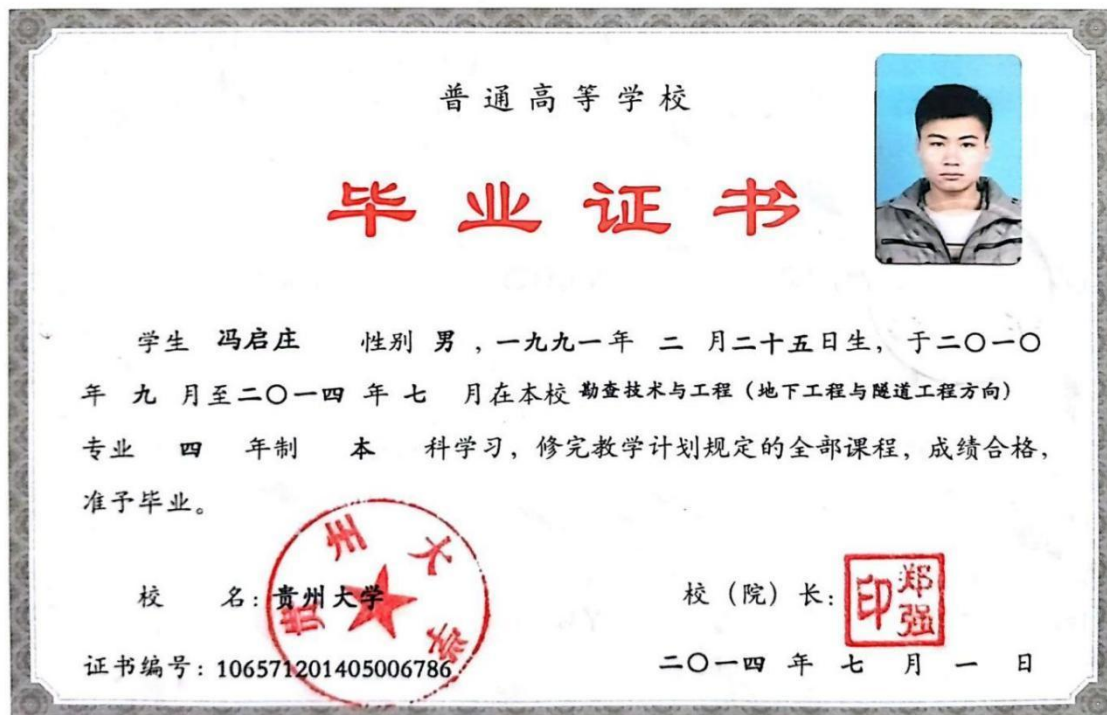 普通高等学校
毕业证书
学生 冯启庄 性别 男 ，一九九一年 二 月二十五日生，于二〇一〇
年 九 月至二〇一四 年 七 月在本校 勘查技术与工程（地下工程与隧道工程方向）
专业 四 年制 本 科学习，修完教学计划规定的全部课程，成绩合格，
准予毕业。
校 名：贵州大学
贵州大学
校（院）长：
郑强印
证书编号：106571201405006786
二〇一四 年 七 月 一 日